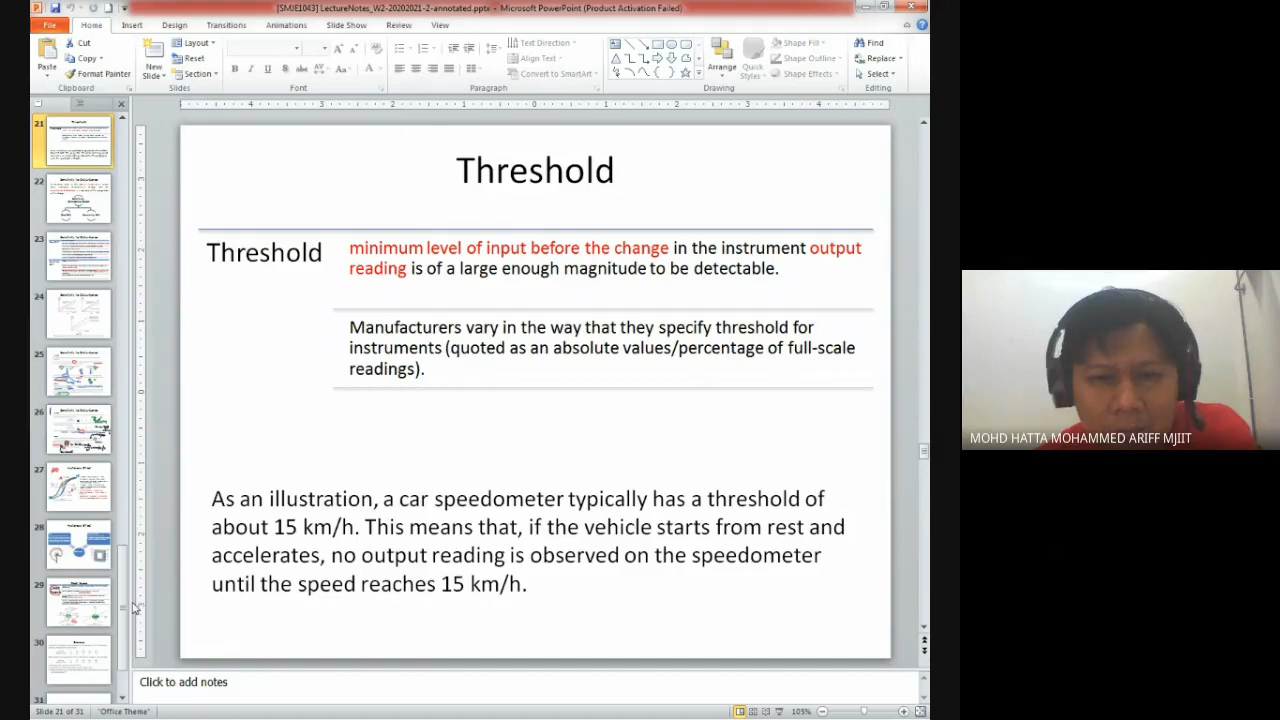 [SMJE1043] LectureNotes_W2-20202021-2-annotated.pptx - Microsoft PowerPoint (Product Activation Failed)
File Home Insert Design Transitions Animations Slide Show Review View
Cut Layout Text Direction Shape Fill Find
Copy Reset Align Text Shape Outline Replace
Paste Format Painter New Slide Section Convert to SmartArt Arrange Quick Styles Shape Effects Select
Clipboard Slides Font Paragraph Drawing Editing
21
22
23
24
25
26
27
28
29
30
31
Threshold
Threshold
minimum level of input before the change in the instrument output
reading is of a large enough magnitude to be detectable.
Manufacturers vary in the way that they specify threshold for
instruments (quoted as an absolute values/percentage of full-scale
readings).
As an illustration, a car speedometer typically has a threshold of
about 15 km/h. This means that, if the vehicle starts from rest and
accelerates, no output reading is observed on the speedometer
until the speed reaches 15 km/h.
MOHD HATTA MOHAMMED ARIFF MJIIT
Click to add notes
Slide 21 of 31 "Office Theme" 105%